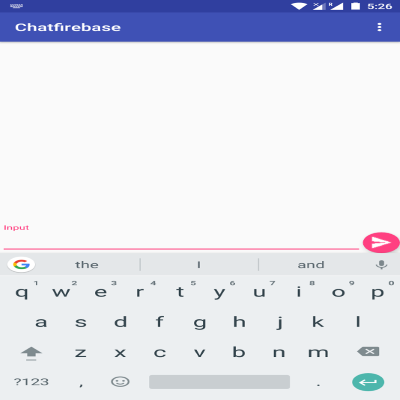 5:26
Chatfirebase
Input
G the I and
1 2 3 4 5 6 7 8 9 0
q w e r t y u i o p
a s d f g h j k l
z x c v b n m
?123 , .